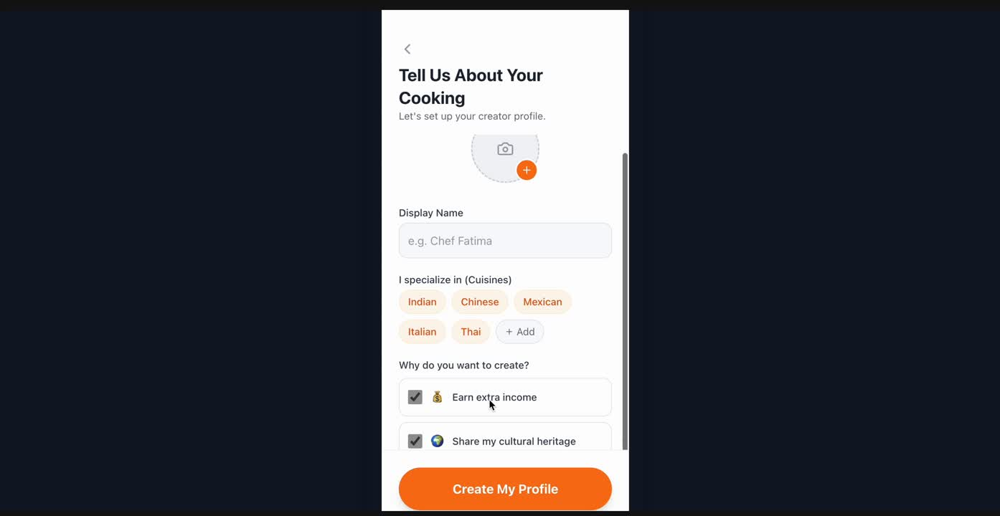 Tell Us About Your
Cooking
Let's set up your creator profile.
Display Name
e.g. Chef Fatima
I specialize in (Cuisines)
Indian Chinese Mexican
Italian Thai + Add
Why do you want to create?
Earn extra income
Share my cultural heritage
Create My Profile